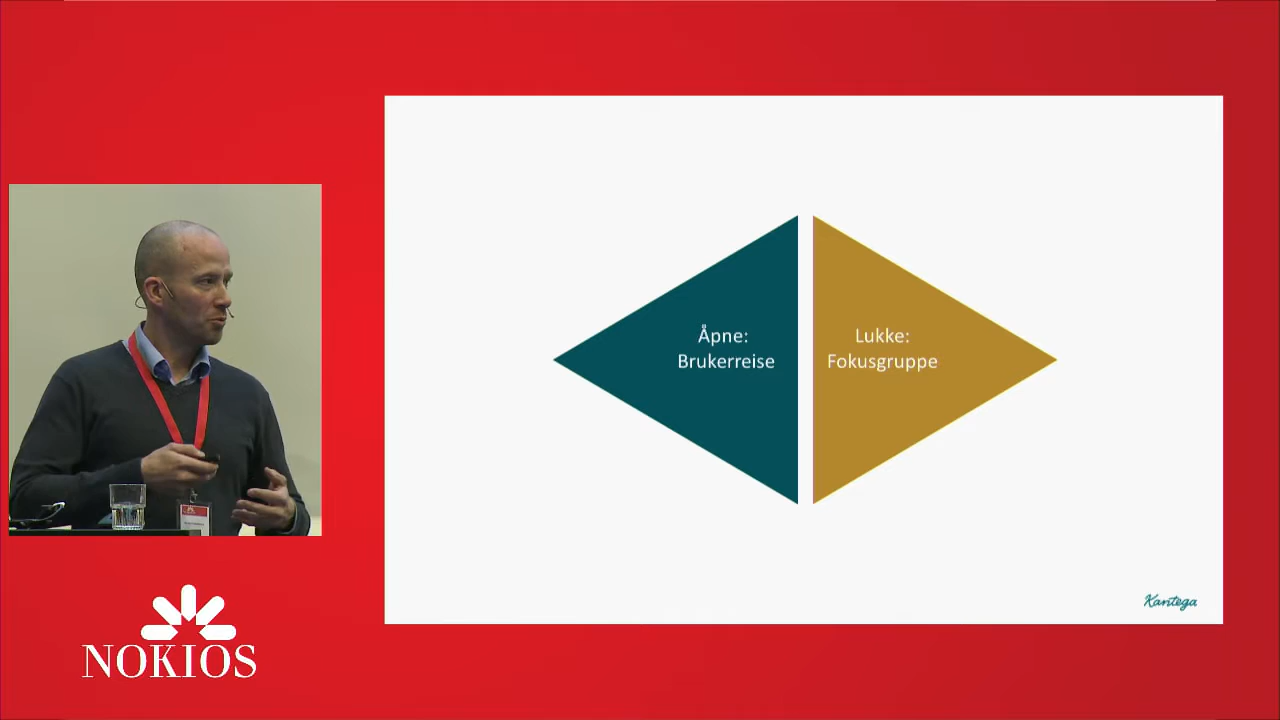 Åpne:
Brukerreise
Lukke:
Fokusgruppe
Kantega
NOKIOS